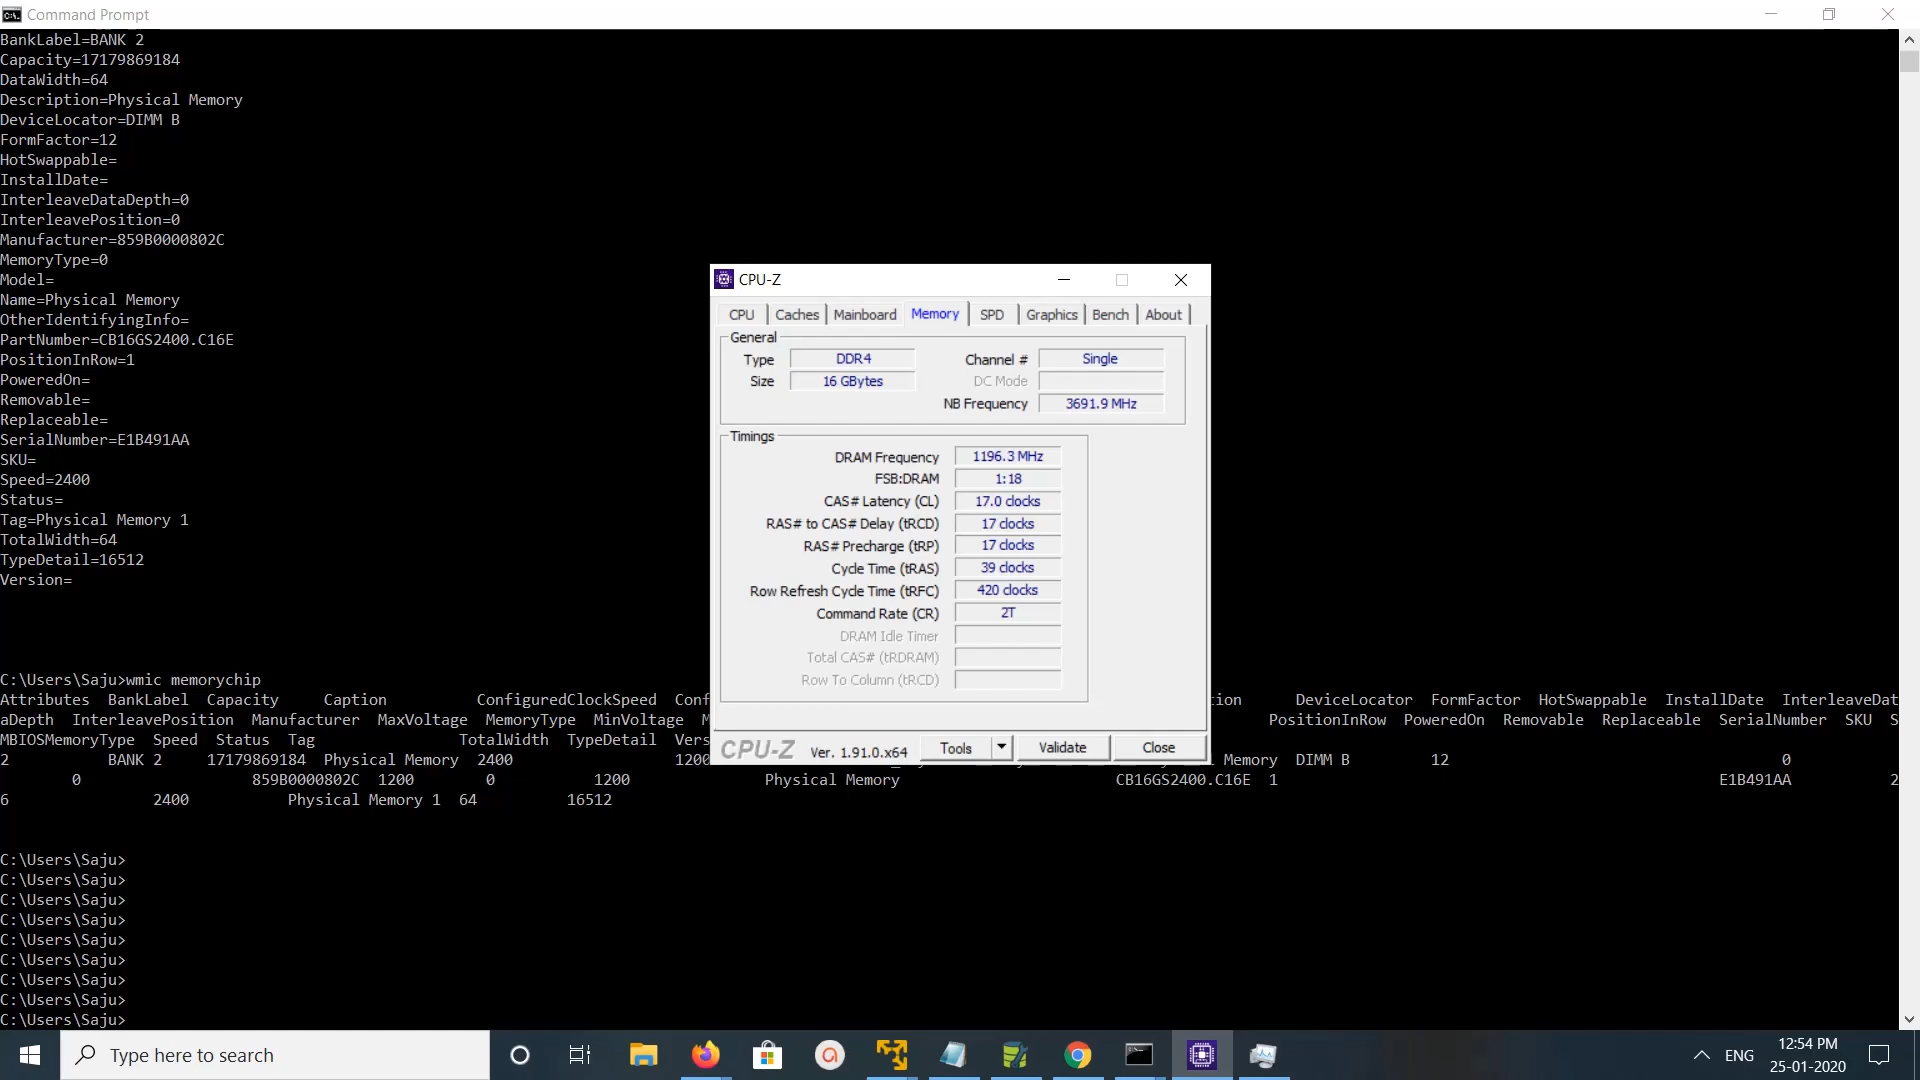 Command Prompt
BankLabel=BANK 2
Capacity=17179869184
DataWidth=64
Description=Physical Memory
DeviceLocator=DIMM B
FormFactor=12
HotSwappable=
InstallDate=
InterleaveDataDepth=0
InterleavePosition=0
Manufacturer=859B0000802C
MemoryType=0
Model=
Name=Physical Memory
OtherIdentifyingInfo=
PartNumber=CB16GS2400.C16E
PositionInRow=1
PoweredOn=
Removable=
Replaceable=
SerialNumber=E1B491AA
SKU=
Speed=2400
Status=
Tag=Physical Memory 1
TotalWidth=64
TypeDetail=16512
Version=
C:\Users\Saju>wmic memorychip
Attributes BankLabel Capacity Caption ConfiguredClockSpeed Conf tion DeviceLocator FormFactor HotSwappable InstallDate InterleaveDat
aDepth InterleavePosition Manufacturer MaxVoltage MemoryType MinVoltage M PositionInRow PoweredOn Removable Replaceable SerialNumber SKU S
MBIOSMemoryType Speed Status Tag TotalWidth TypeDetail Vers
2 BANK 2 17179869184 Physical Memory 2400 1200 l Memory DIMM B 12 0
0 859B0000802C 1200 0 1200 Physical Memory CB16GS2400.C16E 1 E1B491AA 2
6 2400 Physical Memory 1 64 16512
C:\Users\Saju>
C:\Users\Saju>
C:\Users\Saju>
C:\Users\Saju>
C:\Users\Saju>
C:\Users\Saju>
C:\Users\Saju>
C:\Users\Saju>
C:\Users\Saju>
CPU-Z
CPU Caches Mainboard Memory SPD Graphics Bench About
General
Type DDR4 Channel # Single
Size 16 GBytes DC Mode
NB Frequency 3691.9 MHz
Timings
DRAM Frequency 1196.3 MHz
FSB:DRAM 1:18
CAS# Latency (CL) 17.0 clocks
RAS# to CAS# Delay (tRCD) 17 clocks
RAS# Precharge (tRP) 17 clocks
Cycle Time (tRAS) 39 clocks
Row Refresh Cycle Time (tRFC) 420 clocks
Command Rate (CR) 2T
DRAM Idle Timer
Total CAS# (tRDRAM)
Row To Column (tRCD)
CPU-Z Ver. 1.91.0.x64 Tools Validate Close
Type here to search
ENG
12:54 PM
25-01-2020